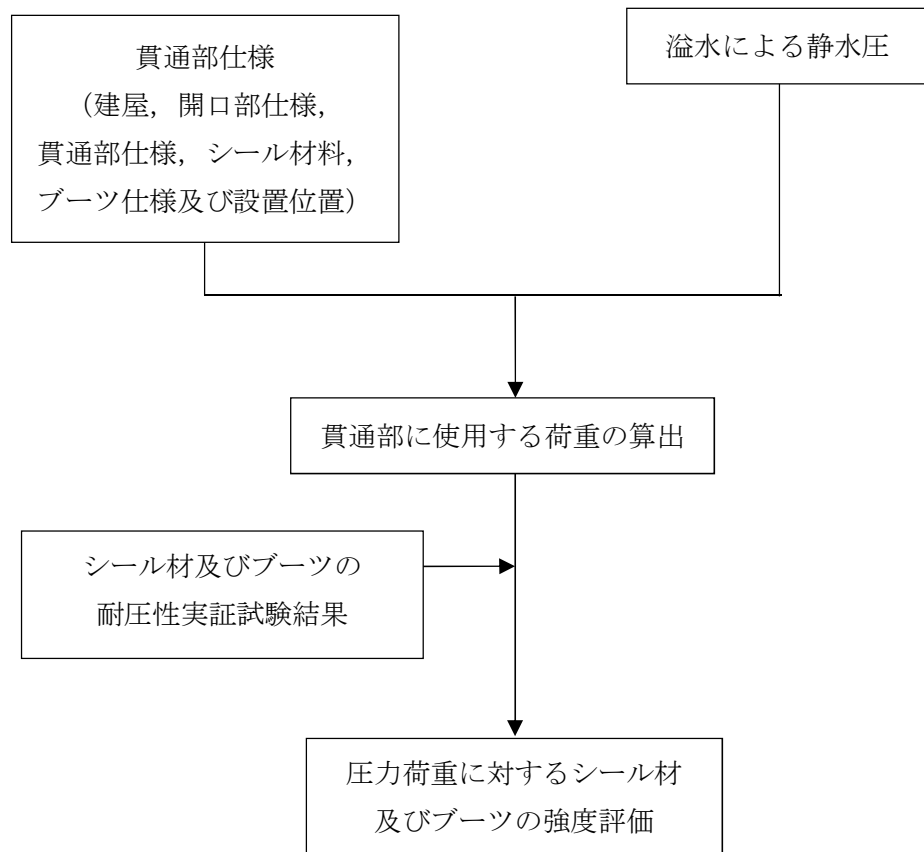 貫通部仕様
（建屋，開口部仕様，
貫通部仕様，シール材料，
ブーツ仕様及び設置位置）
溢水による静水圧
貫通部に使用する荷重の算出
シール材及びブーツの
耐圧性実証試験結果
圧力荷重に対するシール材
及びブーツの強度評価